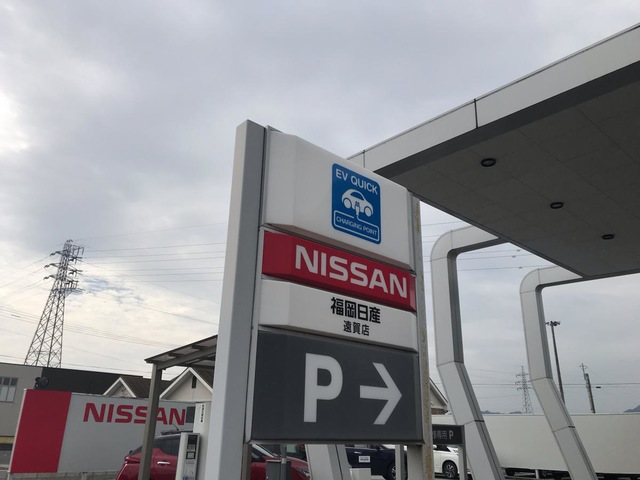 EV QUICK
CHARGING POINT
NISSAN
福岡日産
遠賀店
P
NISSAN
P